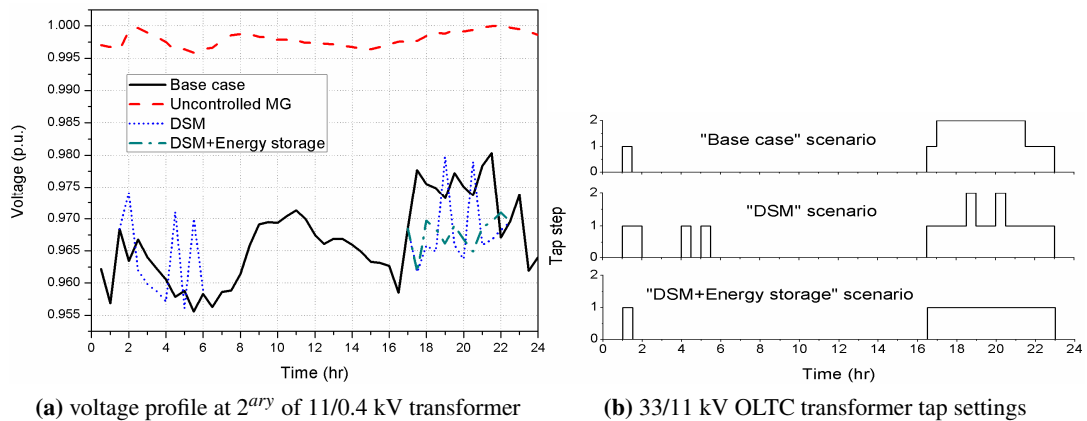 1.000
0.995
0.990
0.985
0.980
0.975
0.970
0.965
0.960
0.955
Voltage (p.u.)
Base case
Uncontrolled MG
DSM
DSM+Energy storage
0 2 4 6 8 10 12 14 16 18 20 22 24
Time (hr)
(a) voltage profile at 2ary of 11/0.4 kV transformer
Tap step
2
1
0
"Base case" scenario
2
1
0
"DSM" scenario
2
1
0
"DSM+Energy storage" scenario
0 2 4 6 8 10 12 14 16 18 20 22 24
Time (hr)
(b) 33/11 kV OLTC transformer tap settings